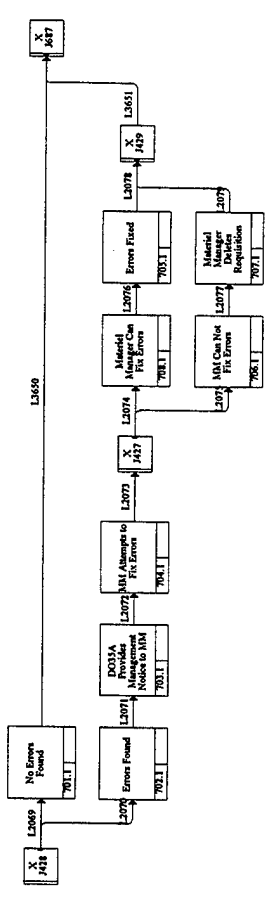 X
J428
L2069
No Errors
Found
701.1
L3650
X
J687
L2070
Errors Found
702.1
L2071
DO35A
Provides
Management
Notice to MM
703.1
L2072
MM Attempts to
Fix Errors
704.1
L2073
X
J427
L2074
Materiel
Manager Can
Fix Errors
708.1
L2076
Errors Fixed
705.1
L2078
X
J429
L3651
L2075
MM Can Not
Fix Errors
706.1
L2077
Materiel
Manager
Deletes
Requisition
707.1
L2079